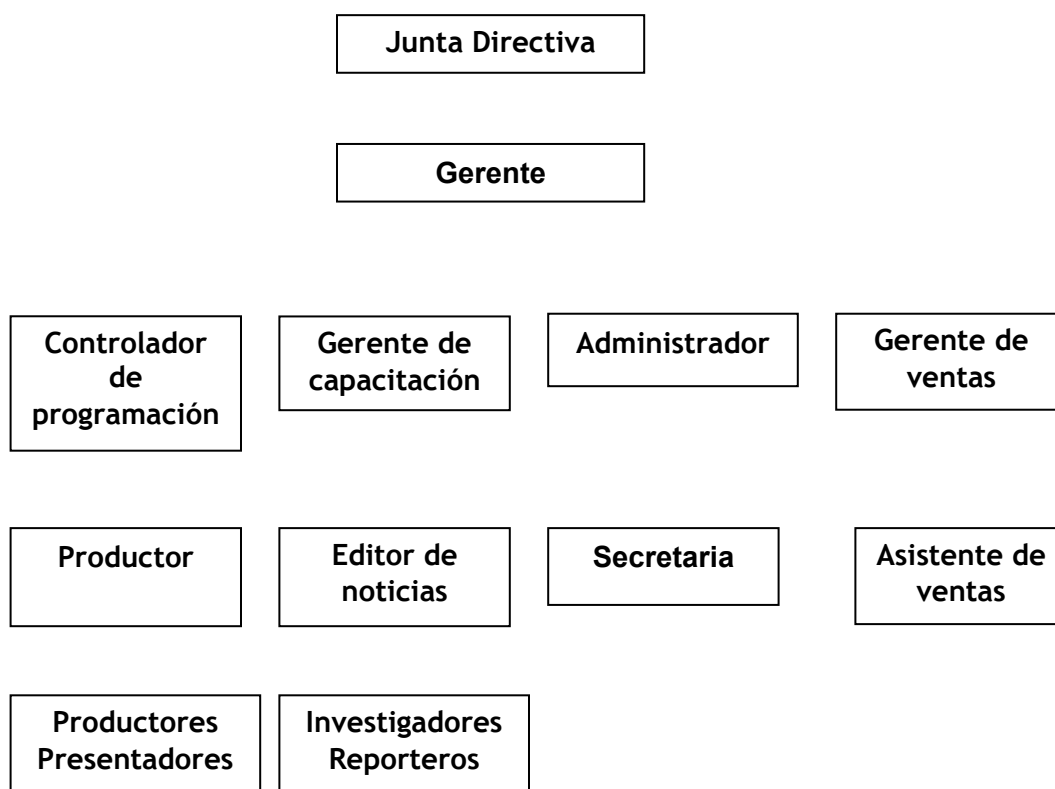 Junta Directiva
Gerente
Controlador
de
programación
Gerente de
capacitación
Administrador
Gerente de
ventas
Productor
Editor de
noticias
Secretaria
Asistente de
ventas
Productores
Presentadores
Investigadores
Reporteros